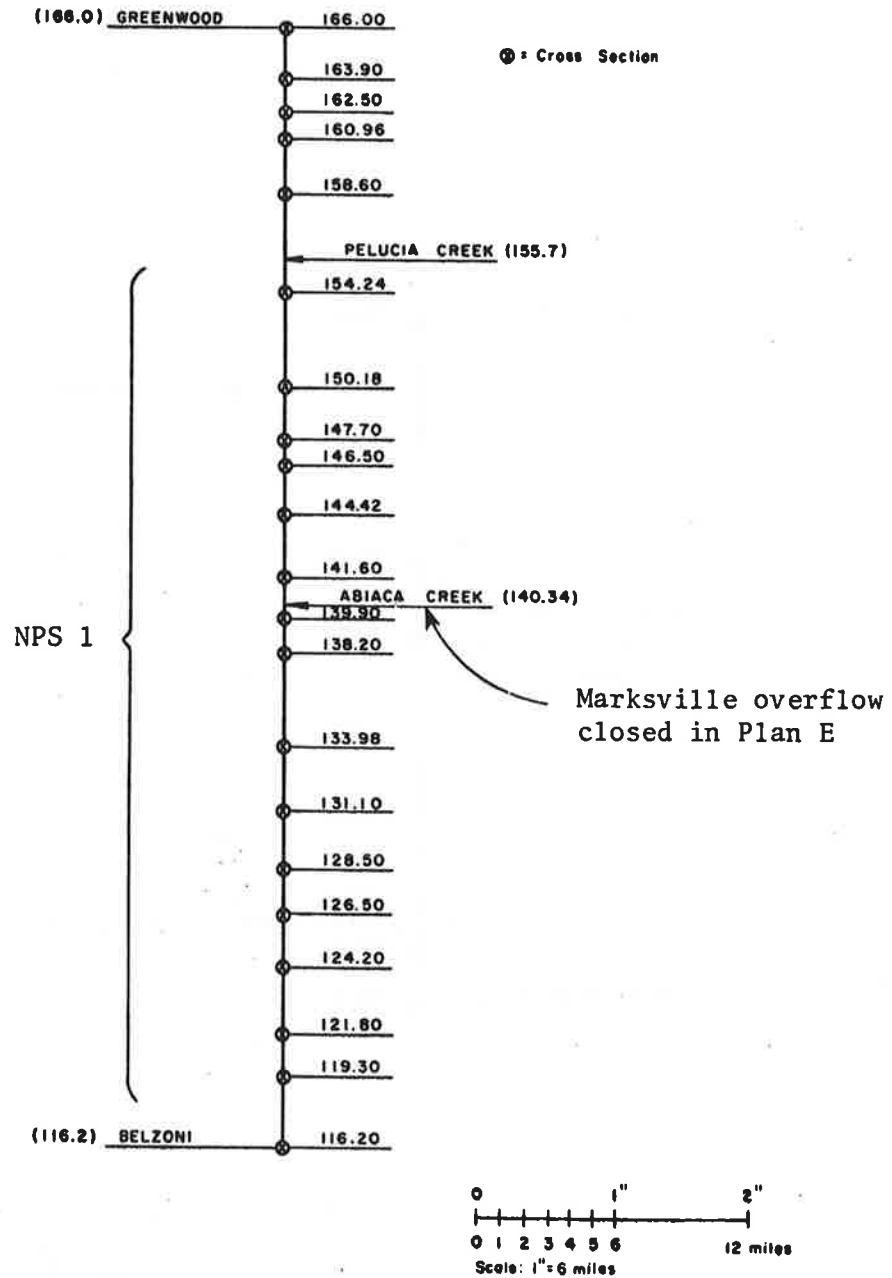 (166.0) GREENWOOD 166.00
⊗ = Cross Section
163.90
162.50
160.96
158.60
PELUCIA CREEK (155.7)
154.24
150.18
147.70
146.50
144.42
141.60
ABIACA CREEK (140.34)
139.90
NPS 1
138.20
Marksville overflow
closed in Plan E
133.98
131.10
128.50
126.50
124.20
121.80
119.30
(116.2) BELZONI 116.20
0 1" 2"
0 1 2 3 4 5 6 12 miles
Scale: 1"=6 miles